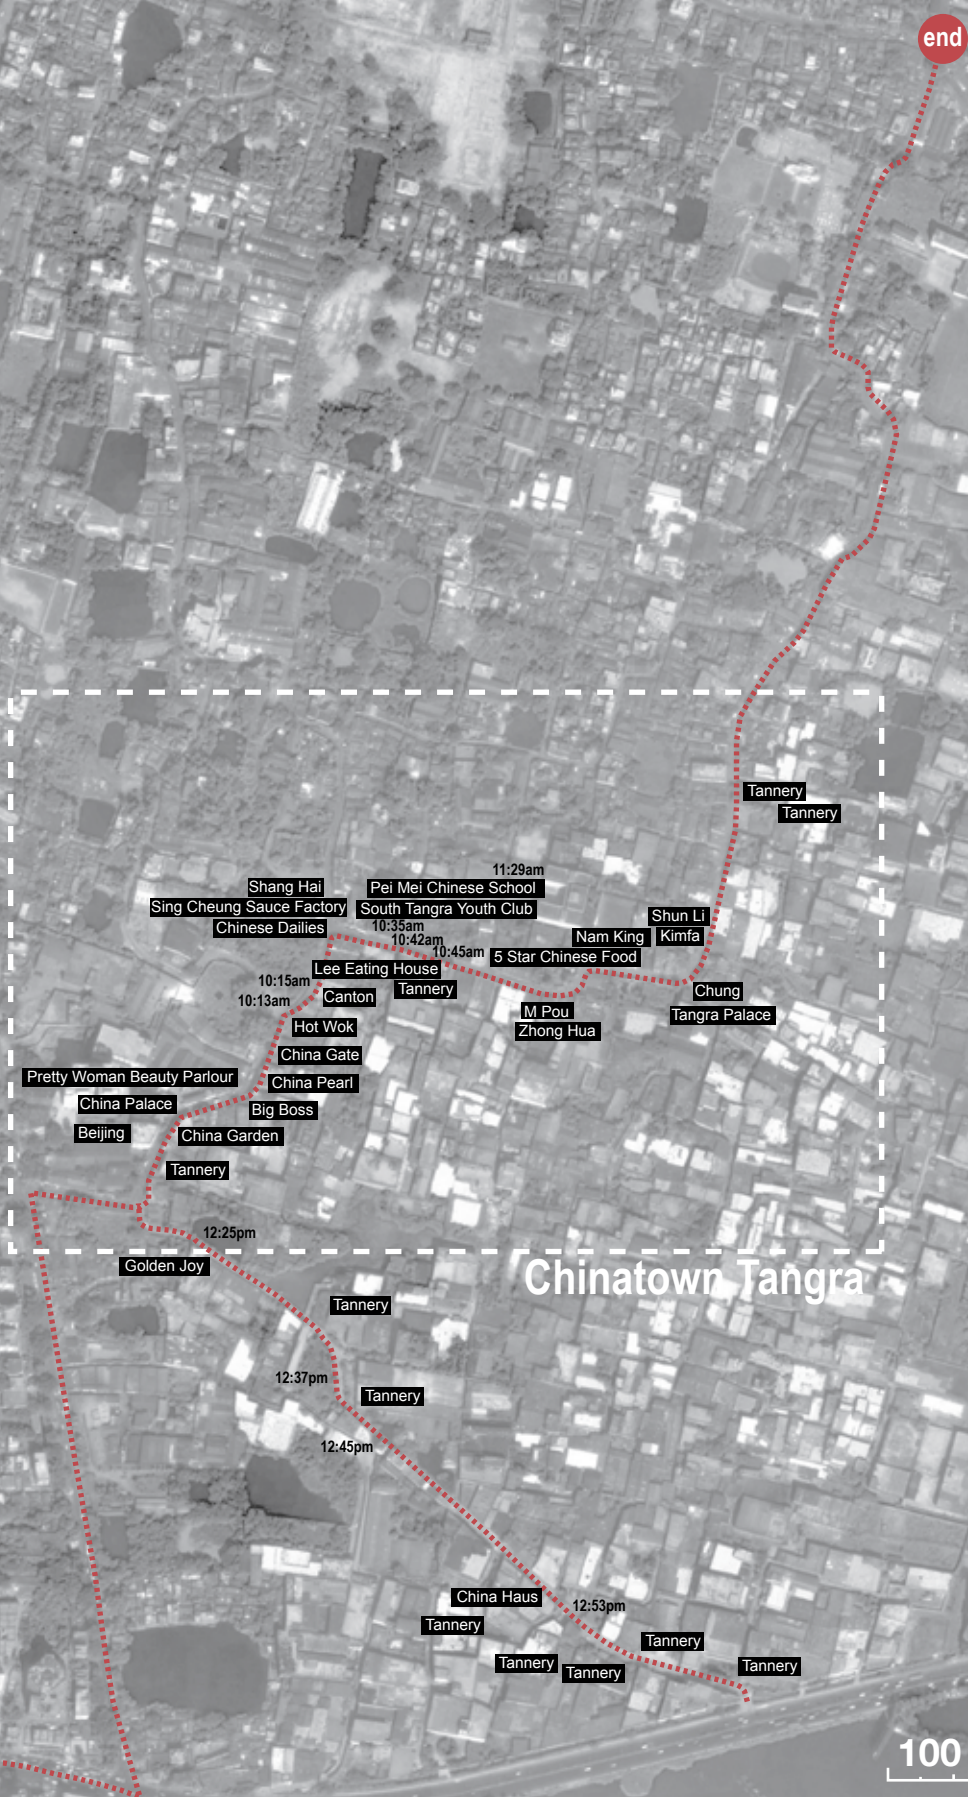 end
Tannery
Tannery
11:29am
Shang Hai
Pei Mei Chinese School
Sing Cheung Sauce Factory
South Tangra Youth Club
Shun Li
Chinese Dailies
10:35am
Nam King
Kimfa
10:42am
10:45am
5 Star Chinese Food
Lee Eating House
10:15am
Tannery
Chung
10:13am
Canton
M Pou
Tangra Palace
Hot Wok
Zhong Hua
China Gate
Pretty Woman Beauty Parlour
China Pearl
China Palace
Big Boss
Beijing
China Garden
Tannery
12:25pm
Golden Joy
Chinatown Tangra
Tannery
12:37pm
Tannery
12:45pm
China Haus
12:53pm
Tannery
Tannery
Tannery
Tannery
Tannery
100